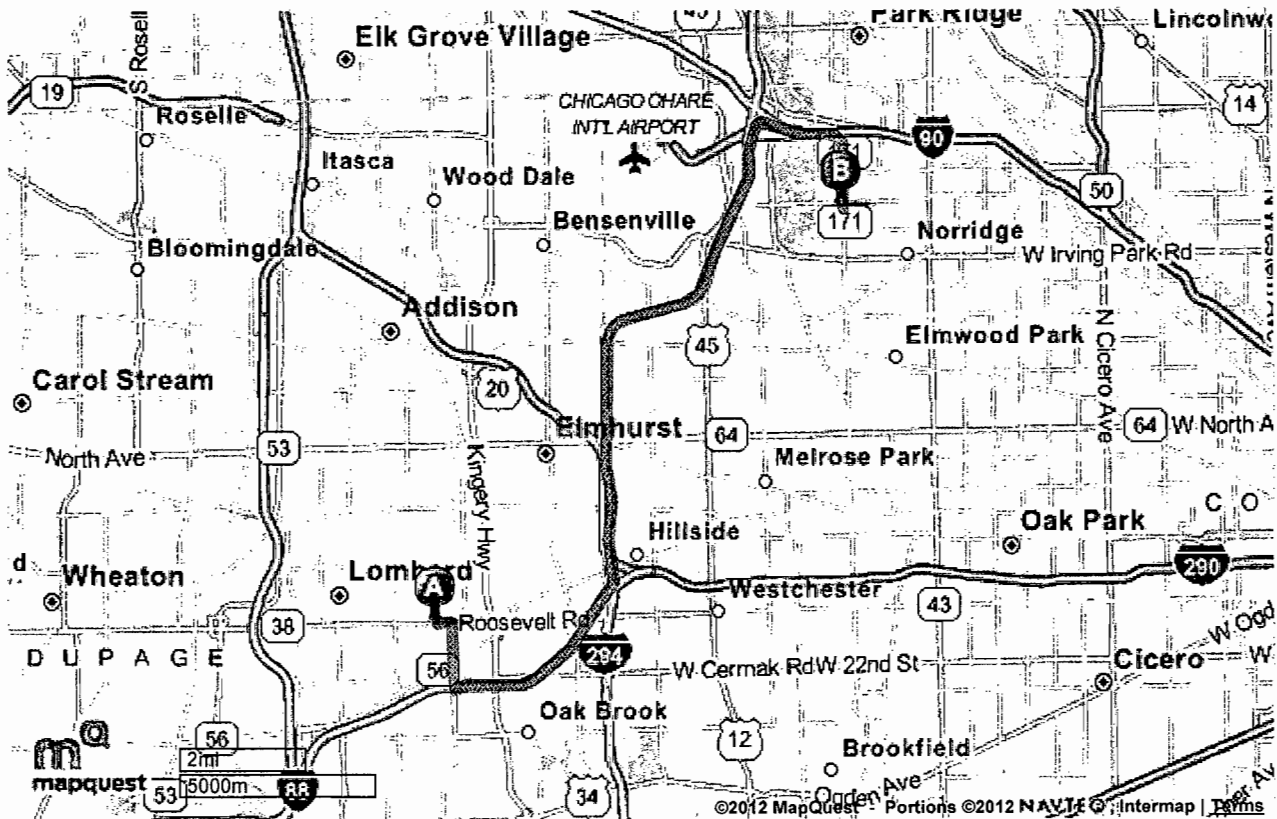 45
Park Ridge
Elk Grove Village
S Rosell
19
CHICAGO OHARE
INT'L AIRPORT
14
Roselle
90
Itasca
B
Wood Dale
50
171
Bensenville
Norridge
Bloomingdale
W Irving Park Rd
Addison
N Cicero Ave
45
Elmwood Park
Carol Stream
20
Elmhurst
64
64
W North A
53
North Ave
Kingery Hwy
Melrose Park
Hillside
Oak Park
C O
d
Wheaton
Lombard
A
290
Westchester
43
38
Roosevelt Rd
294
D U P A G E
56
W Cermak Rd
W 22nd St
Cicero
W Ogd
W
Oak Brook
mQ
56
12
2mi
Brookfield
mapquest
5000m
53
88
34
Ogden Ave
©2012 MapQuest - Portions ©2012 NAVTEQ, Intermap | Terms